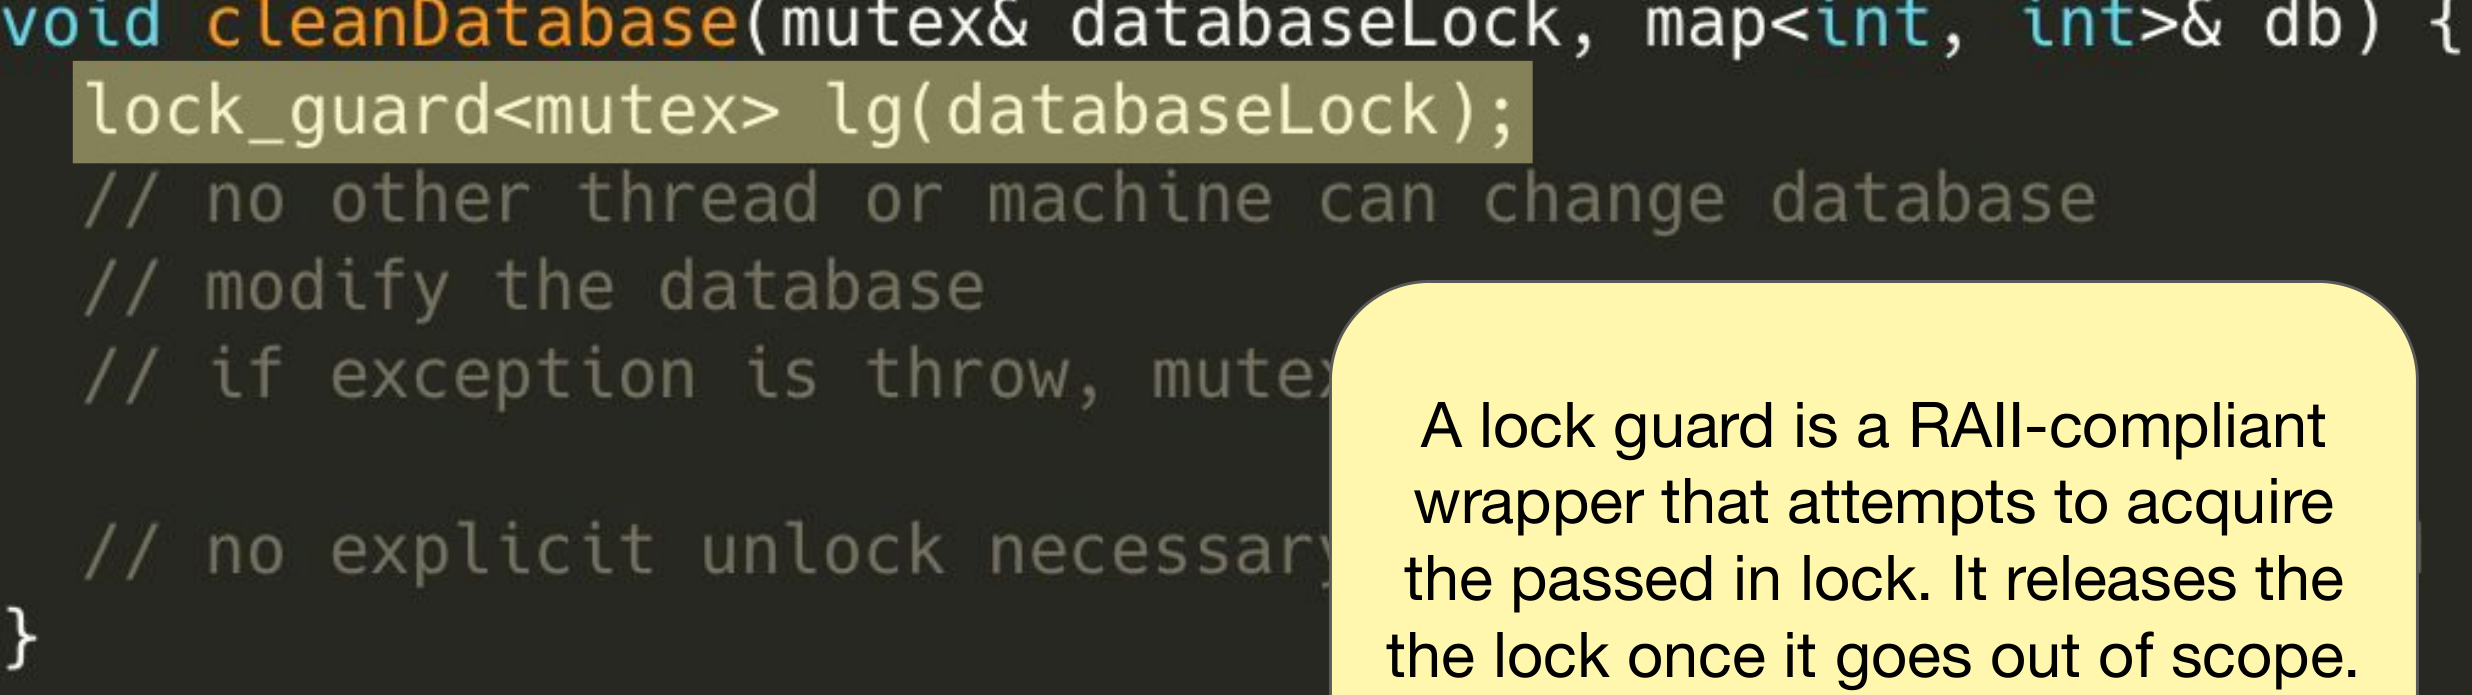 void cleanDatabase(mutex& databaseLock, map<int, int>& db) {
lock_guard<mutex> lg(databaseLock);
// no other thread or machine can change database
// modify the database
// if exception is throw, mutex
// no explicit unlock necessary
}
A lock guard is a RAII-compliant
wrapper that attempts to acquire
the passed in lock. It releases the
the lock once it goes out of scope.